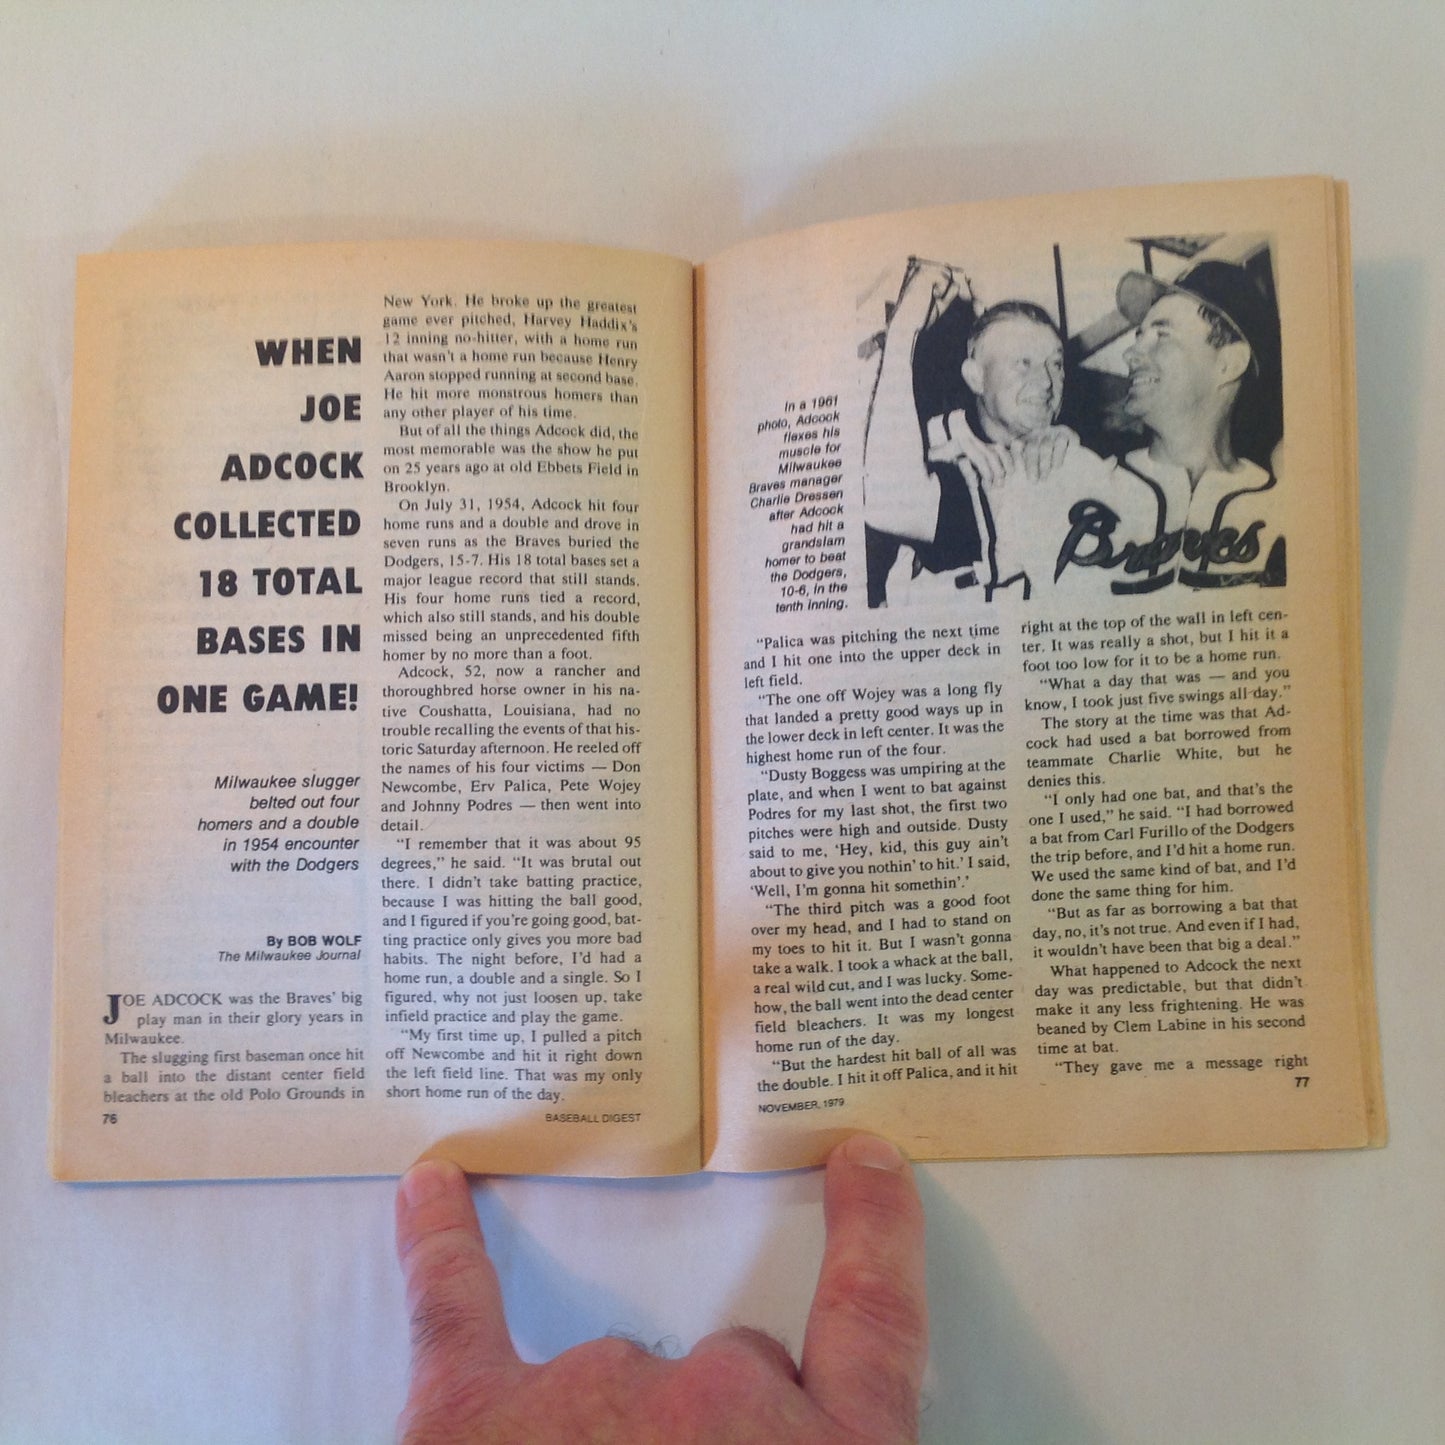 WHEN
JOE
ADCOCK
COLLECTED
18 TOTAL
BASES IN
ONE GAME!
Milwaukee slugger
belted out four
homers and a double
in 1954 encounter
with the Dodgers
By BOB WOLF
The Milwaukee Journal
JOE ADCOCK was the Braves' big
play man in their glory years in
Milwaukee.
The slugging first baseman once hit
a ball into the distant center field
bleachers at the old Polo Grounds in
New York. He broke up the greatest
game ever pitched, Harvey Haddix's
12 inning no-hitter, with a home run
that wasn't a home run because Henry
Aaron stopped running at second base.
He hit more monstrous homers than
any other player of his time.
But of all the things Adcock did, the
most memorable was the show he put
on 25 years ago at old Ebbets Field in
Brooklyn.
On July 31, 1954, Adcock hit four
home runs and a double and drove in
seven runs as the Braves buried the
Dodgers, 15-7. His 18 total bases set a
major league record that still stands.
His four home runs tied a record,
which also still stands, and his double
missed being an unprecedented fifth
homer by no more than a foot.
Adcock, 52, now a rancher and
thoroughbred horse owner in his na-
tive Coushatta, Louisiana, had no
trouble recalling the events of that his-
toric Saturday afternoon. He reeled off
the names of his four victims — Don
Newcombe, Erv Palica, Pete Wojey
and Johnny Podres — then went into
detail.
"I remember that it was about 95
degrees," he said. "It was brutal out
there. I didn't take batting practice,
because I was hitting the ball good,
and I figured if you're going good, bat-
ting practice only gives you more bad
habits. The night before, I'd had a
home run, a double and a single. So I
figured, why not just loosen up, take
infield practice and play the game.
"My first time up, I pulled a pitch
off Newcombe and hit it right down
the left field line. That was my only
short home run of the day.
76
BASEBALL DIGEST
In a 1961
photo, Adcock
flexes his
muscle for
Milwaukee
Braves manager
Charlie Dressen
after Adcock
had hit a
grandslam
homer to beat
the Dodgers,
10-6, in the
tenth inning.
Braves
"Palica was pitching the next time
and I hit one into the upper deck in
left field.
"The one off Wojey was a long fly
that landed a pretty good ways up in
the lower deck in left center. It was the
highest home run of the four.
"Dusty Boggess was umpiring at the
plate, and when I went to bat against
Podres for my last shot, the first two
pitches were high and outside. Dusty
said to me, 'Hey, kid, this guy ain't
about to give you nothin' to hit.' I said,
'Well, I'm gonna hit somethin'.'
"The third pitch was a good foot
over my head, and I had to stand on
my toes to hit it. But I wasn't gonna
take a walk. I took a whack at the ball,
a real wild cut, and I was lucky. Some-
how, the ball went into the dead center
field bleachers. It was my longest
home run of the day.
"But the hardest hit ball of all was
the double. I hit it off Palica, and it hit
right at the top of the wall in left cen-
ter. It was really a shot, but I hit it a
foot too low for it to be a home run.
"What a day that was — and you
know, I took just five swings all day."
The story at the time was that Ad-
cock had used a bat borrowed from
teammate Charlie White, but he
denies this.
"I only had one bat, and that's the
one I used," he said. "I had borrowed
a bat from Carl Furillo of the Dodgers
the trip before, and I'd hit a home run.
We used the same kind of bat, and I'd
done the same thing for him.
"But as far as borrowing a bat that
day, no, it's not true. And even if I had,
it wouldn't have been that big a deal."
What happened to Adcock the next
day was predictable, but that didn't
make it any less frightening. He was
beaned by Clem Labine in his second
time at bat.
"They gave me a message right
NOVEMBER, 1979
77